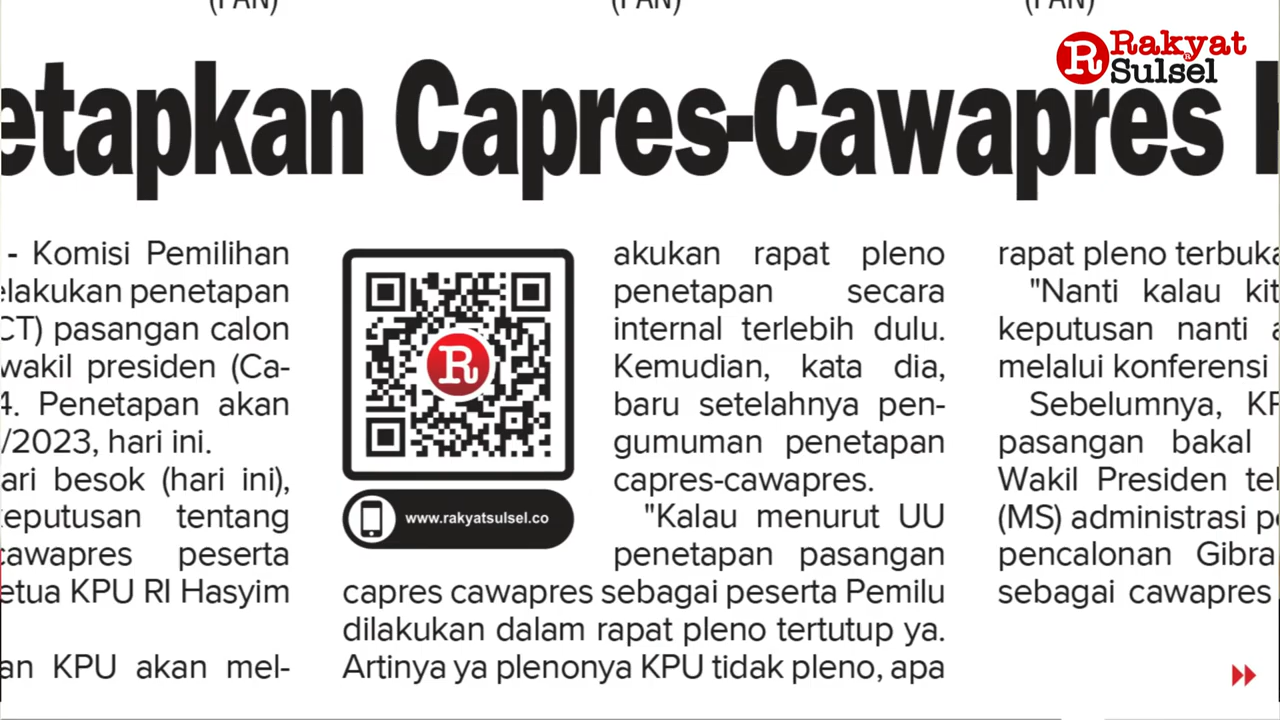 (PAN) (PAN) (PAN)
Rakyat
Sulsel
etapkan Capres-Cawapres
- Komisi Pemilihan
elakukan penetapan
CT) pasangan calon
wakil presiden (Ca-
4. Penetapan akan
/2023, hari ini.
ari besok (hari ini),
keputusan tentang
cawapres peserta
etua KPU RI Hasyim
an KPU akan mel-
www.rakyatsulsel.co
akukan rapat pleno
penetapan secara
internal terlebih dulu.
Kemudian, kata dia,
baru setelahnya pen-
gumuman penetapan
capres-cawapres.
"Kalau menurut UU
penetapan pasangan
capres cawapres sebagai peserta Pemilu
dilakukan dalam rapat pleno tertutup ya.
Artinya ya plenonya KPU tidak pleno, apa
rapat pleno terbuka
"Nanti kalau kit
keputusan nanti a
melalui konferensi
Sebelumnya, KP
pasangan bakal
Wakil Presiden tel
(MS) administrasi pe
pencalonan Gibra
sebagai cawapres